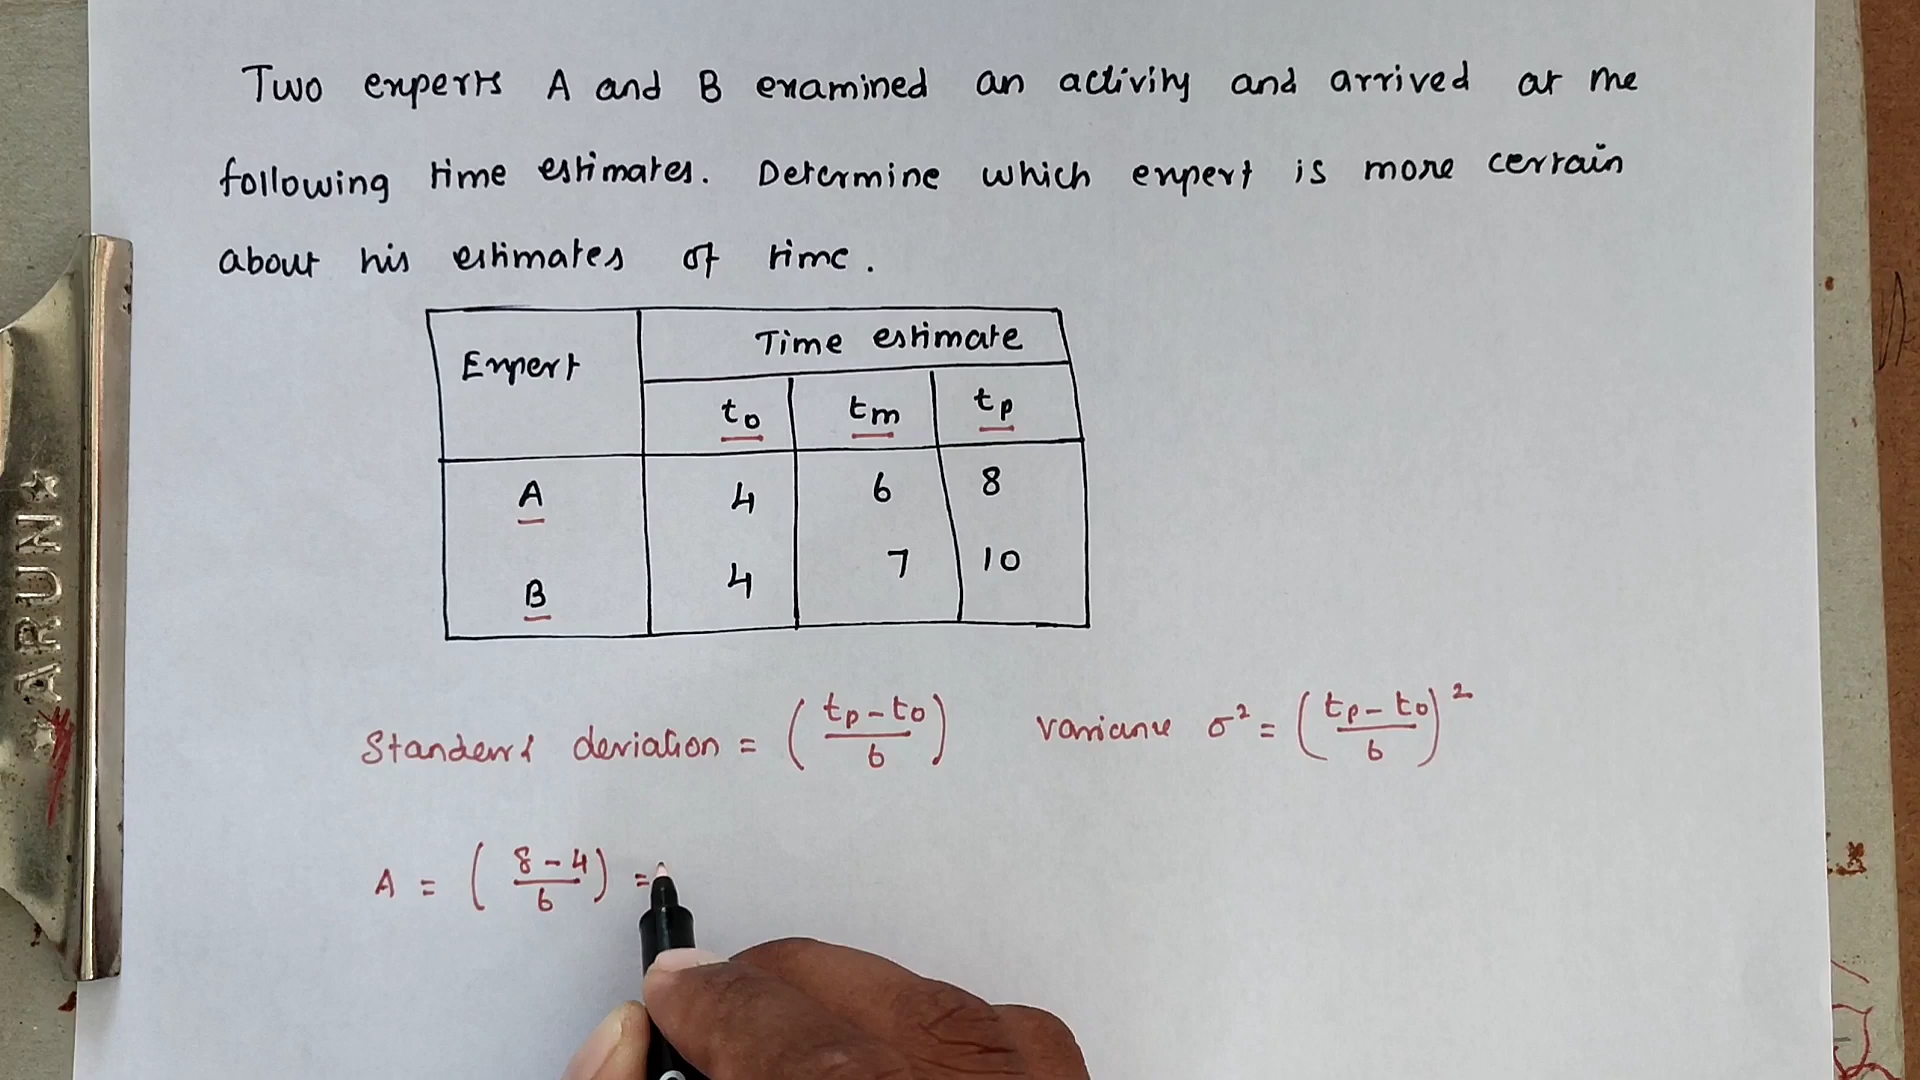 Two experts A and B examined an activity and arrived at the
following time estimates. Determine which expert is more certain
about his estimates of time.
Expert Time estimate
to tm tp
A 4 6 8
B 4 7 10
Standard deviation = (tp-to/6) variance σ² = (tp-to/6)²
A = (8-4/6) =
ARUN